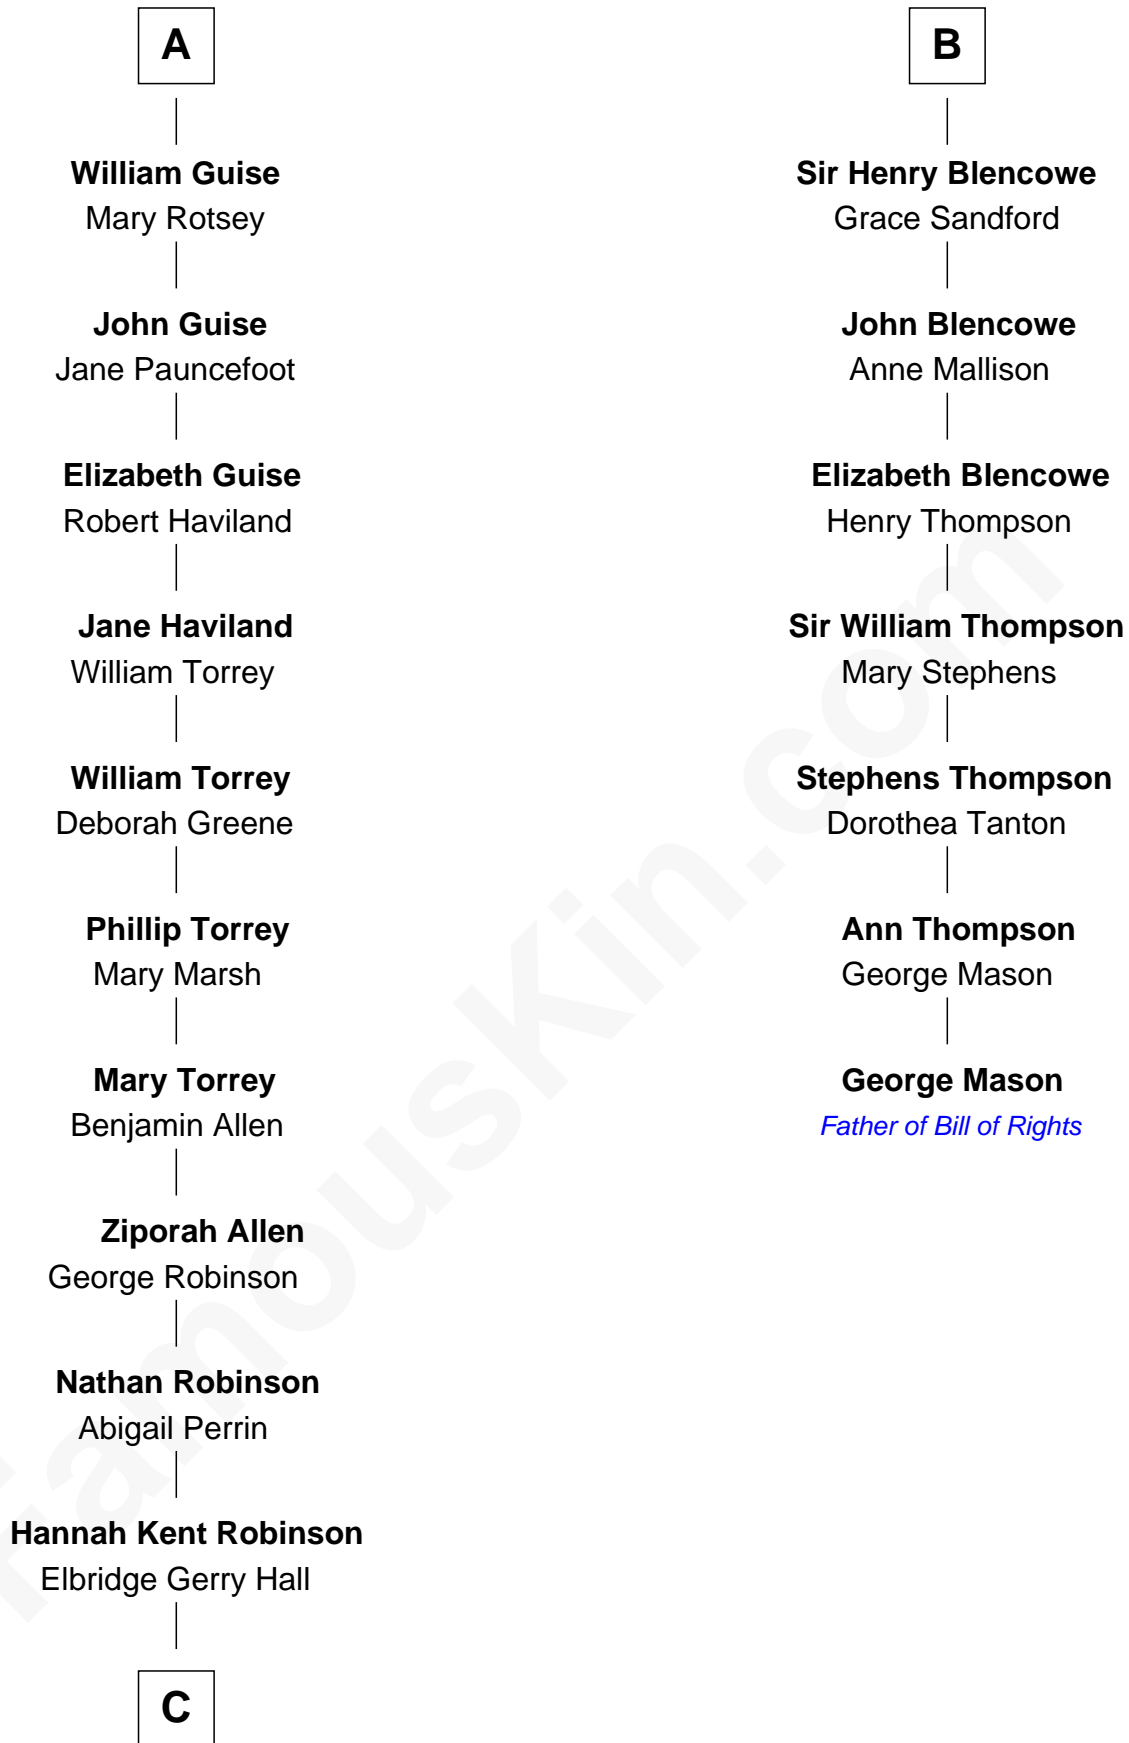 A
William Guise
Mary Rotsey
John Guise
Jane Pauncefoot
Elizabeth Guise
Robert Haviland
Jane Haviland
William Torrey
William Torrey
Deborah Greene
Phillip Torrey
Mary Marsh
Mary Torrey
Benjamin Allen
Ziporah Allen
George Robinson
Nathan Robinson
Abigail Perrin
Hannah Kent Robinson
Elbridge Gerry Hall
C
B
Sir Henry Blencowe
Grace Sandford
John Blencowe
Anne Mallison
Elizabeth Blencowe
Henry Thompson
Sir William Thompson
Mary Stephens
Stephens Thompson
Dorothea Tanton
Ann Thompson
George Mason
George Mason
Father of Bill of Rights
FamousKin.com